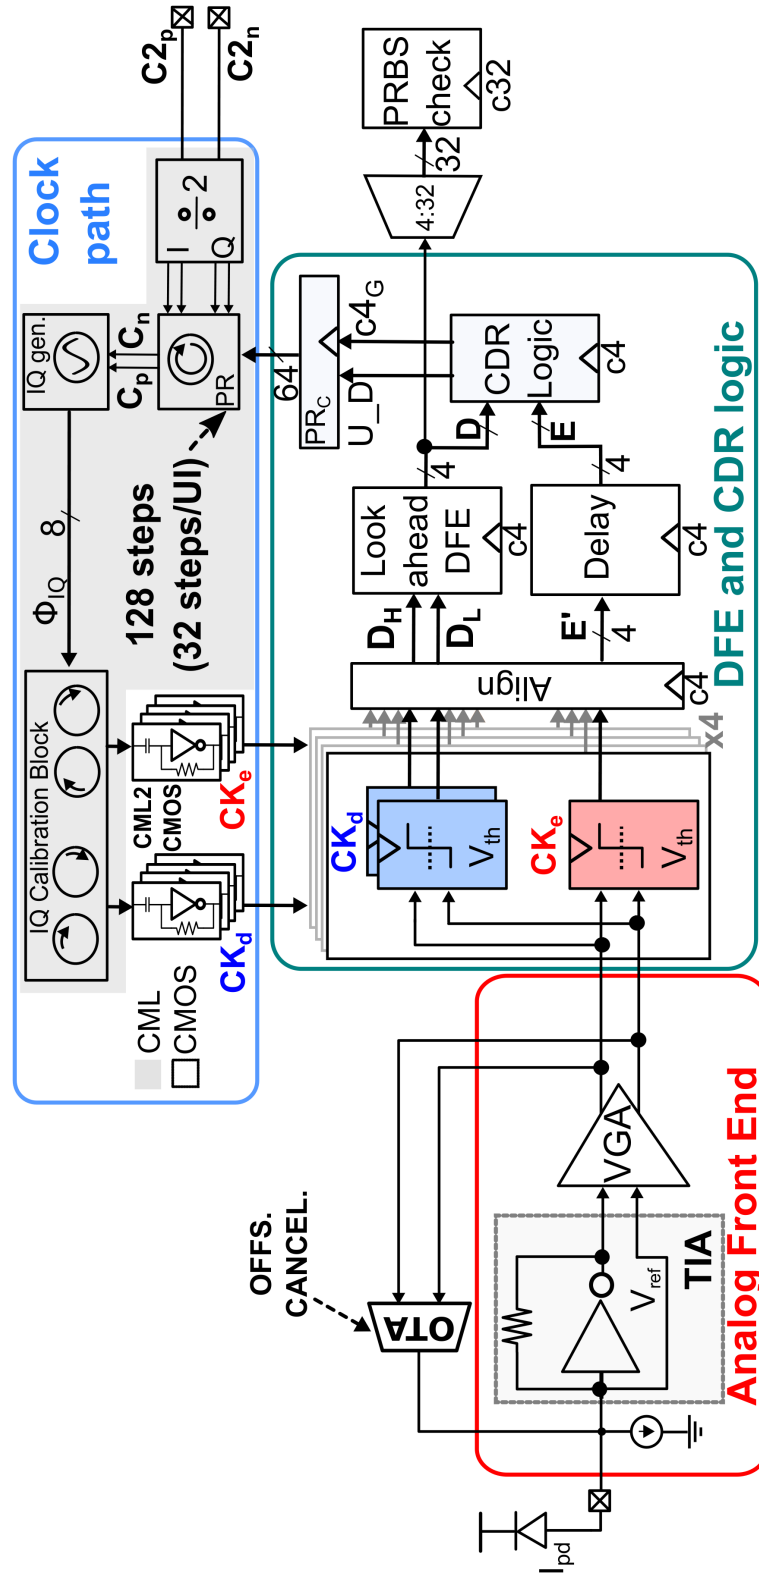 C2p
C2n
Clock
path
÷2
I
Q
IQ gen.
Cp
Cn
PR
ΦIQ
8
128 steps
(32 steps/UI)
IQ Calibration Block
CML2
CMOS
CKe
CKd
CML
CMOS
PRBS
check
c32
32
4:32
64
PRC
c4G
U_D
CDR
Logic
c4
D
E
4
4
Look
ahead
DFE
c4
Delay
c4
DH
DL
E'
4
Align
c4
x4
CKd
Vth
CKe
Vth
DFE and CDR logic
OFFS.
CANCEL.
OTA
VGA
Vref
TIA
Analog Front End
Ipd